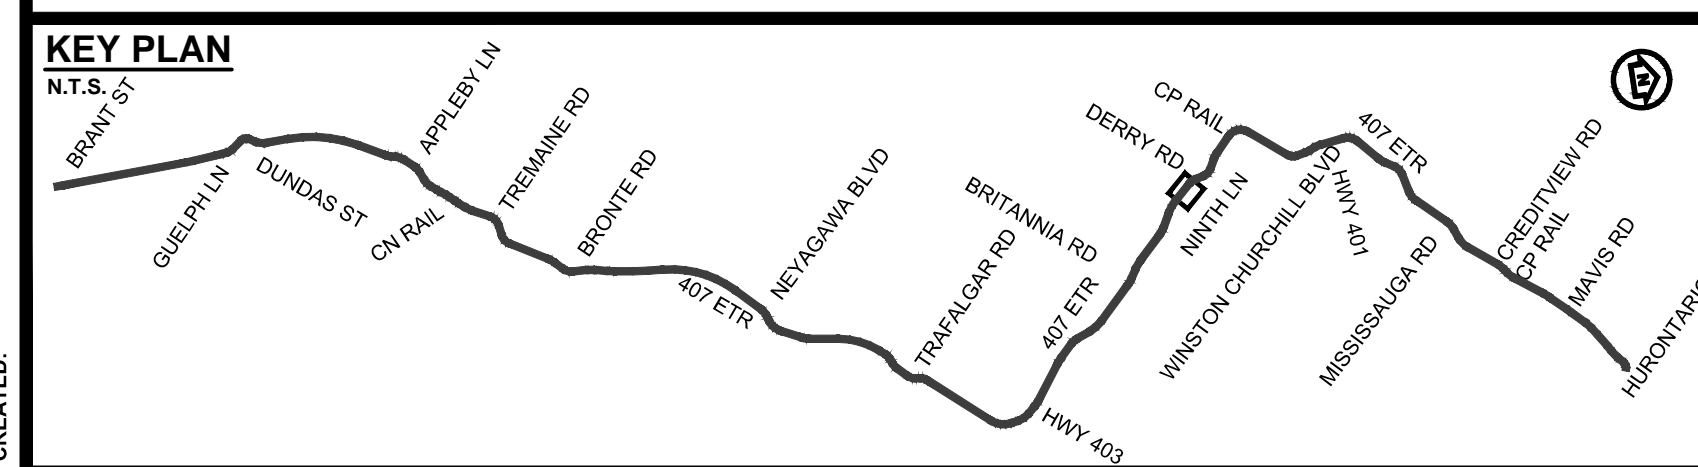 KEY PLAN
N.T.S.
BRANT ST
GUELPH LN
DUNDAS ST
APPLEBY LN
CN RAIL
TREMAINE RD
BRONTE RD
407 ETR
NEYAGAWA BLVD
TRAFALGAR RD
HWY 403
407 ETR
BRITANNIA RD
DERRY RD
NINTH LN
CP RAIL
WINSTON CHURCHILL BLVD
HWY 401
407 ETR
MISSISSAUGA RD
CREDITVIEW RD
CP RAIL
MAVIS RD
N